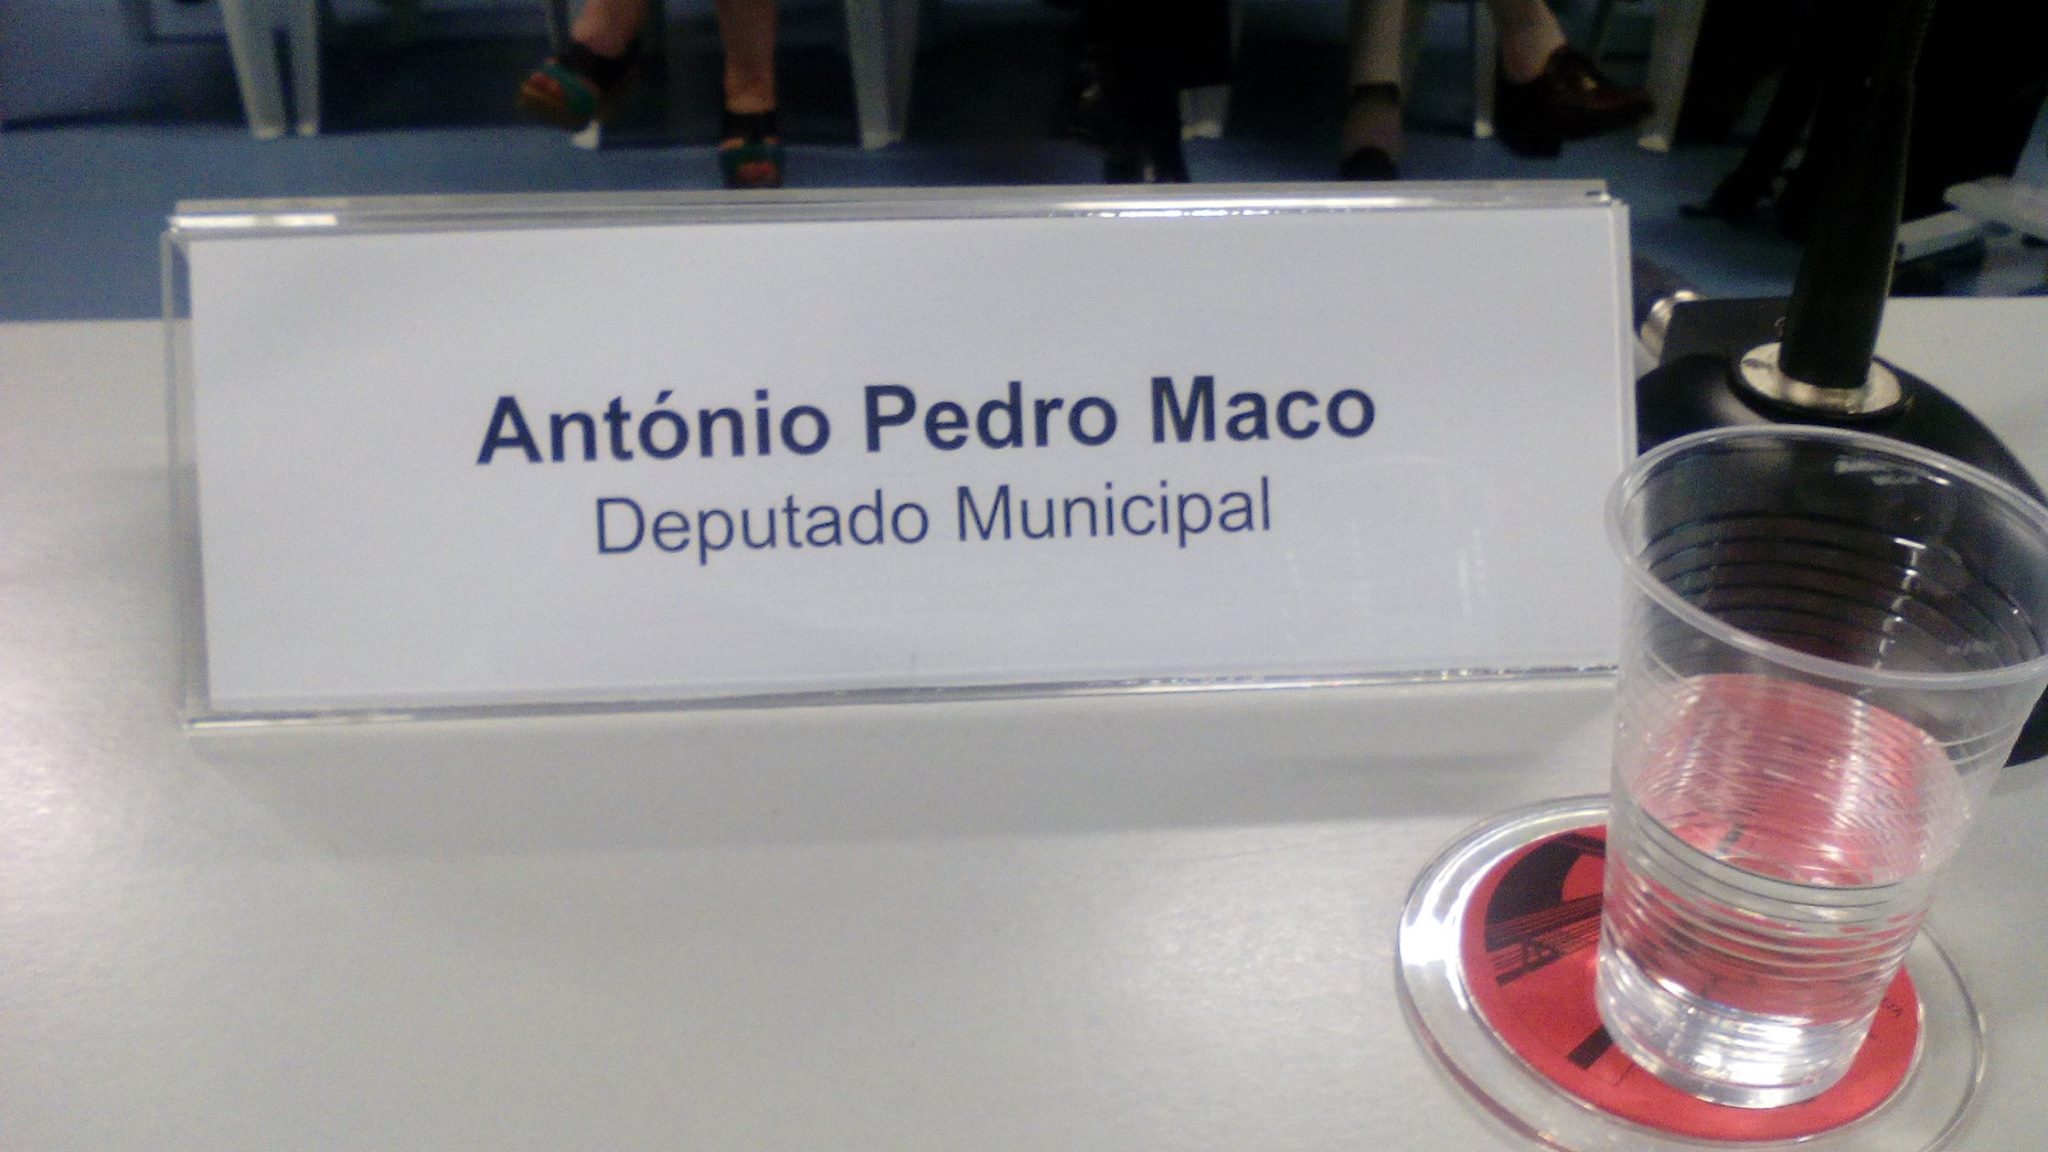 António Pedro Maco
Deputado Municipal